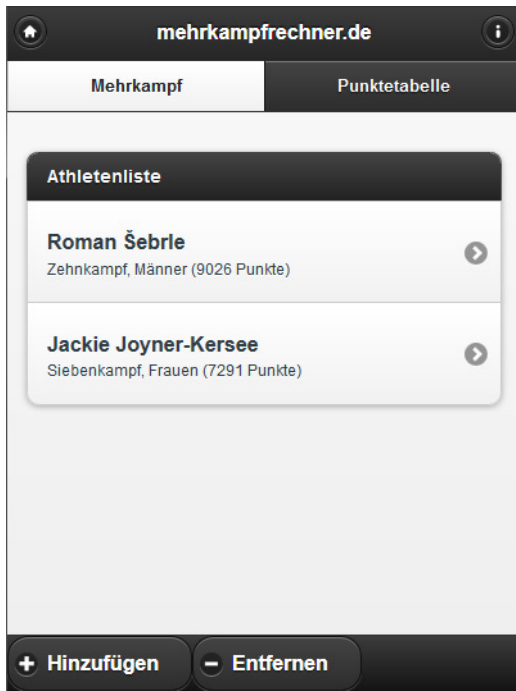 mehrkampfrechner.de
Mehrkampf Punktetabelle
Athletenliste
Roman Šebrle
Zehnkampf, Männer (9026 Punkte)
Jackie Joyner-Kersee
Siebenkampf, Frauen (7291 Punkte)
Hinzufügen Entfernen